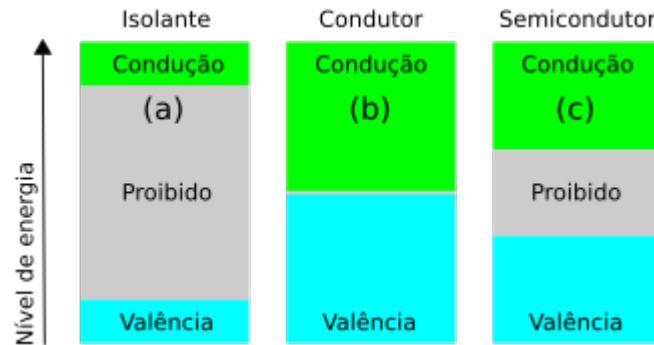 Isolante
Condutor
Semicondutor
Nível de energia
Condução
(a)
Proibido
Valência
Condução
(b)
Valência
Condução
(c)
Proibido
Valência